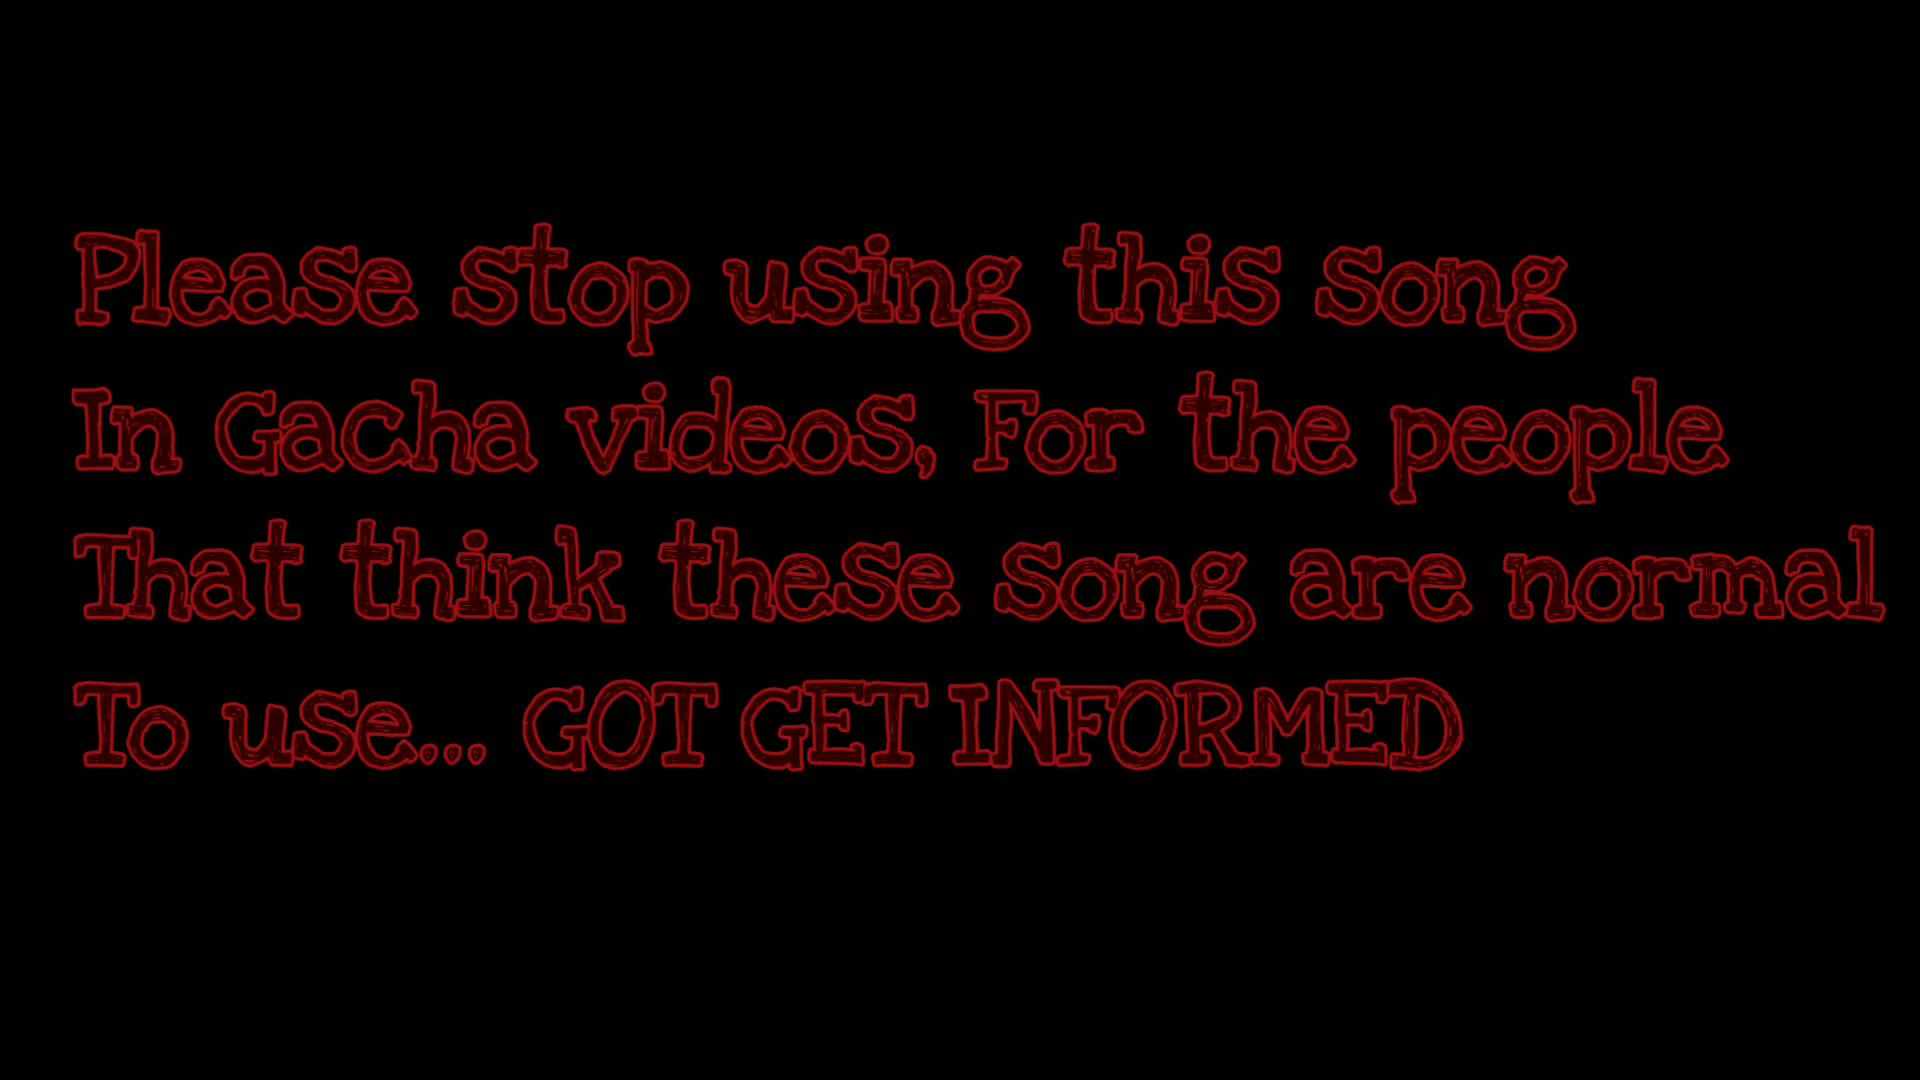 Please stop using this song
In Gacha videos, For the people
That think these song are normal
To use... GOT GET INFORMED